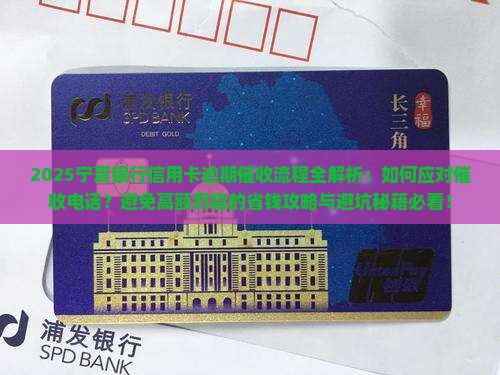 浦发银行
SPD BANK
DEBIT GOLD
幸福
长三角
2025宁夏银行信用卡逾期催收流程全解析：如何应对催
收电话？避免高额罚息的省钱攻略与避坑秘籍必看！
UnionPay
银联
浦发银行
SPD BANK